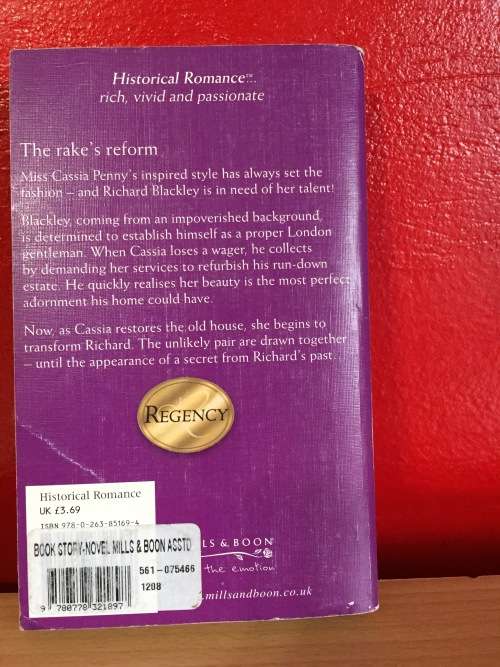 Historical Romance™
rich, vivid and passionate
The rake's reform
Miss Cassia Penny's inspired style has always set the
fashion – and Richard Blackley is in need of her talent!
Blackley, coming from an impoverished background,
is determined to establish himself as a proper London
gentleman. When Cassia loses a wager, he collects
by demanding her services to refurbish his run-down
estate. He quickly realises her beauty is the most perfect
adornment his home could have.
Now, as Cassia restores the old house, she begins to
transform Richard. The unlikely pair are drawn together
– until the appearance of a secret from Richard's past...
REGENCY
Historical Romance
UK £3.69
ISBN 978-0-263-85169-4
BOOK STORY-NOVEL MILLS & BOON ASSTD
561-075466
1208
9 780778 321897
LS & BOON
the emotion
.millsandboon.co.uk